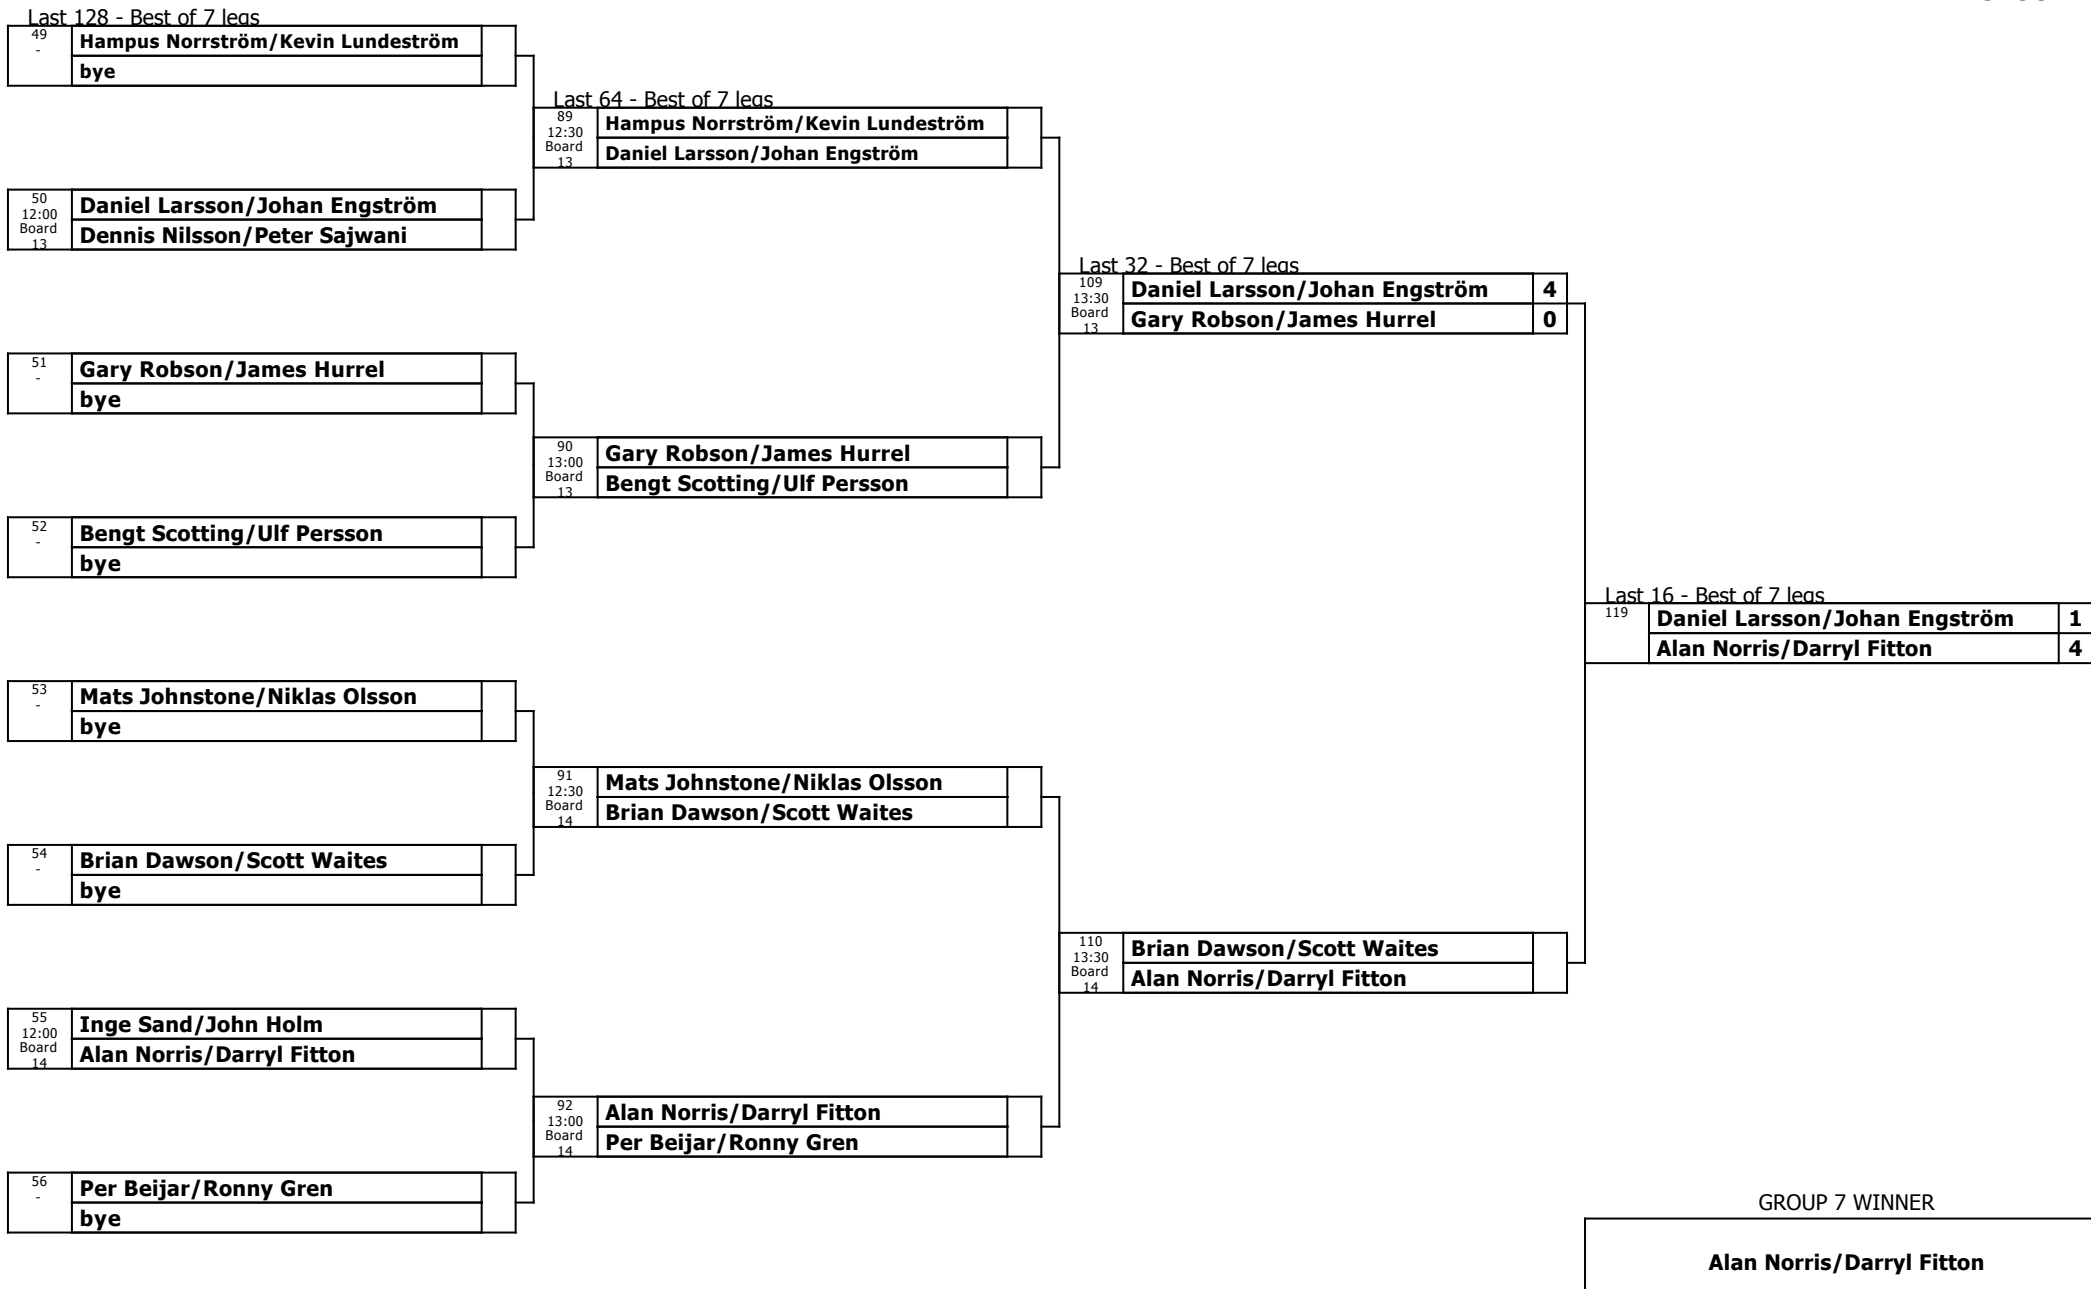 Last 128 - Best of 7 legs
49
-
Hampus Norrström/Kevin Lundeström
bye
50
12:00
Board
13
Daniel Larsson/Johan Engström
Dennis Nilsson/Peter Sajwani
51
-
Gary Robson/James Hurrel
bye
52
-
Bengt Scotting/Ulf Persson
bye
53
-
Mats Johnstone/Niklas Olsson
bye
54
-
Brian Dawson/Scott Waites
bye
55
12:00
Board
14
Inge Sand/John Holm
Alan Norris/Darryl Fitton
56
-
Per Beijar/Ronny Gren
bye
Last 64 - Best of 7 legs
89
12:30
Board
13
Hampus Norrström/Kevin Lundeström
Daniel Larsson/Johan Engström
90
13:00
Board
13
Gary Robson/James Hurrel
Bengt Scotting/Ulf Persson
91
12:30
Board
14
Mats Johnstone/Niklas Olsson
Brian Dawson/Scott Waites
92
13:00
Board
14
Alan Norris/Darryl Fitton
Per Beijar/Ronny Gren
Last 32 - Best of 7 legs
109
13:30
Board
13
Daniel Larsson/Johan Engström 4
Gary Robson/James Hurrel 0
110
13:30
Board
14
Brian Dawson/Scott Waites
Alan Norris/Darryl Fitton
Last 16 - Best of 7 legs
119
Daniel Larsson/Johan Engström 1
Alan Norris/Darryl Fitton 4
GROUP 7 WINNER
Alan Norris/Darryl Fitton